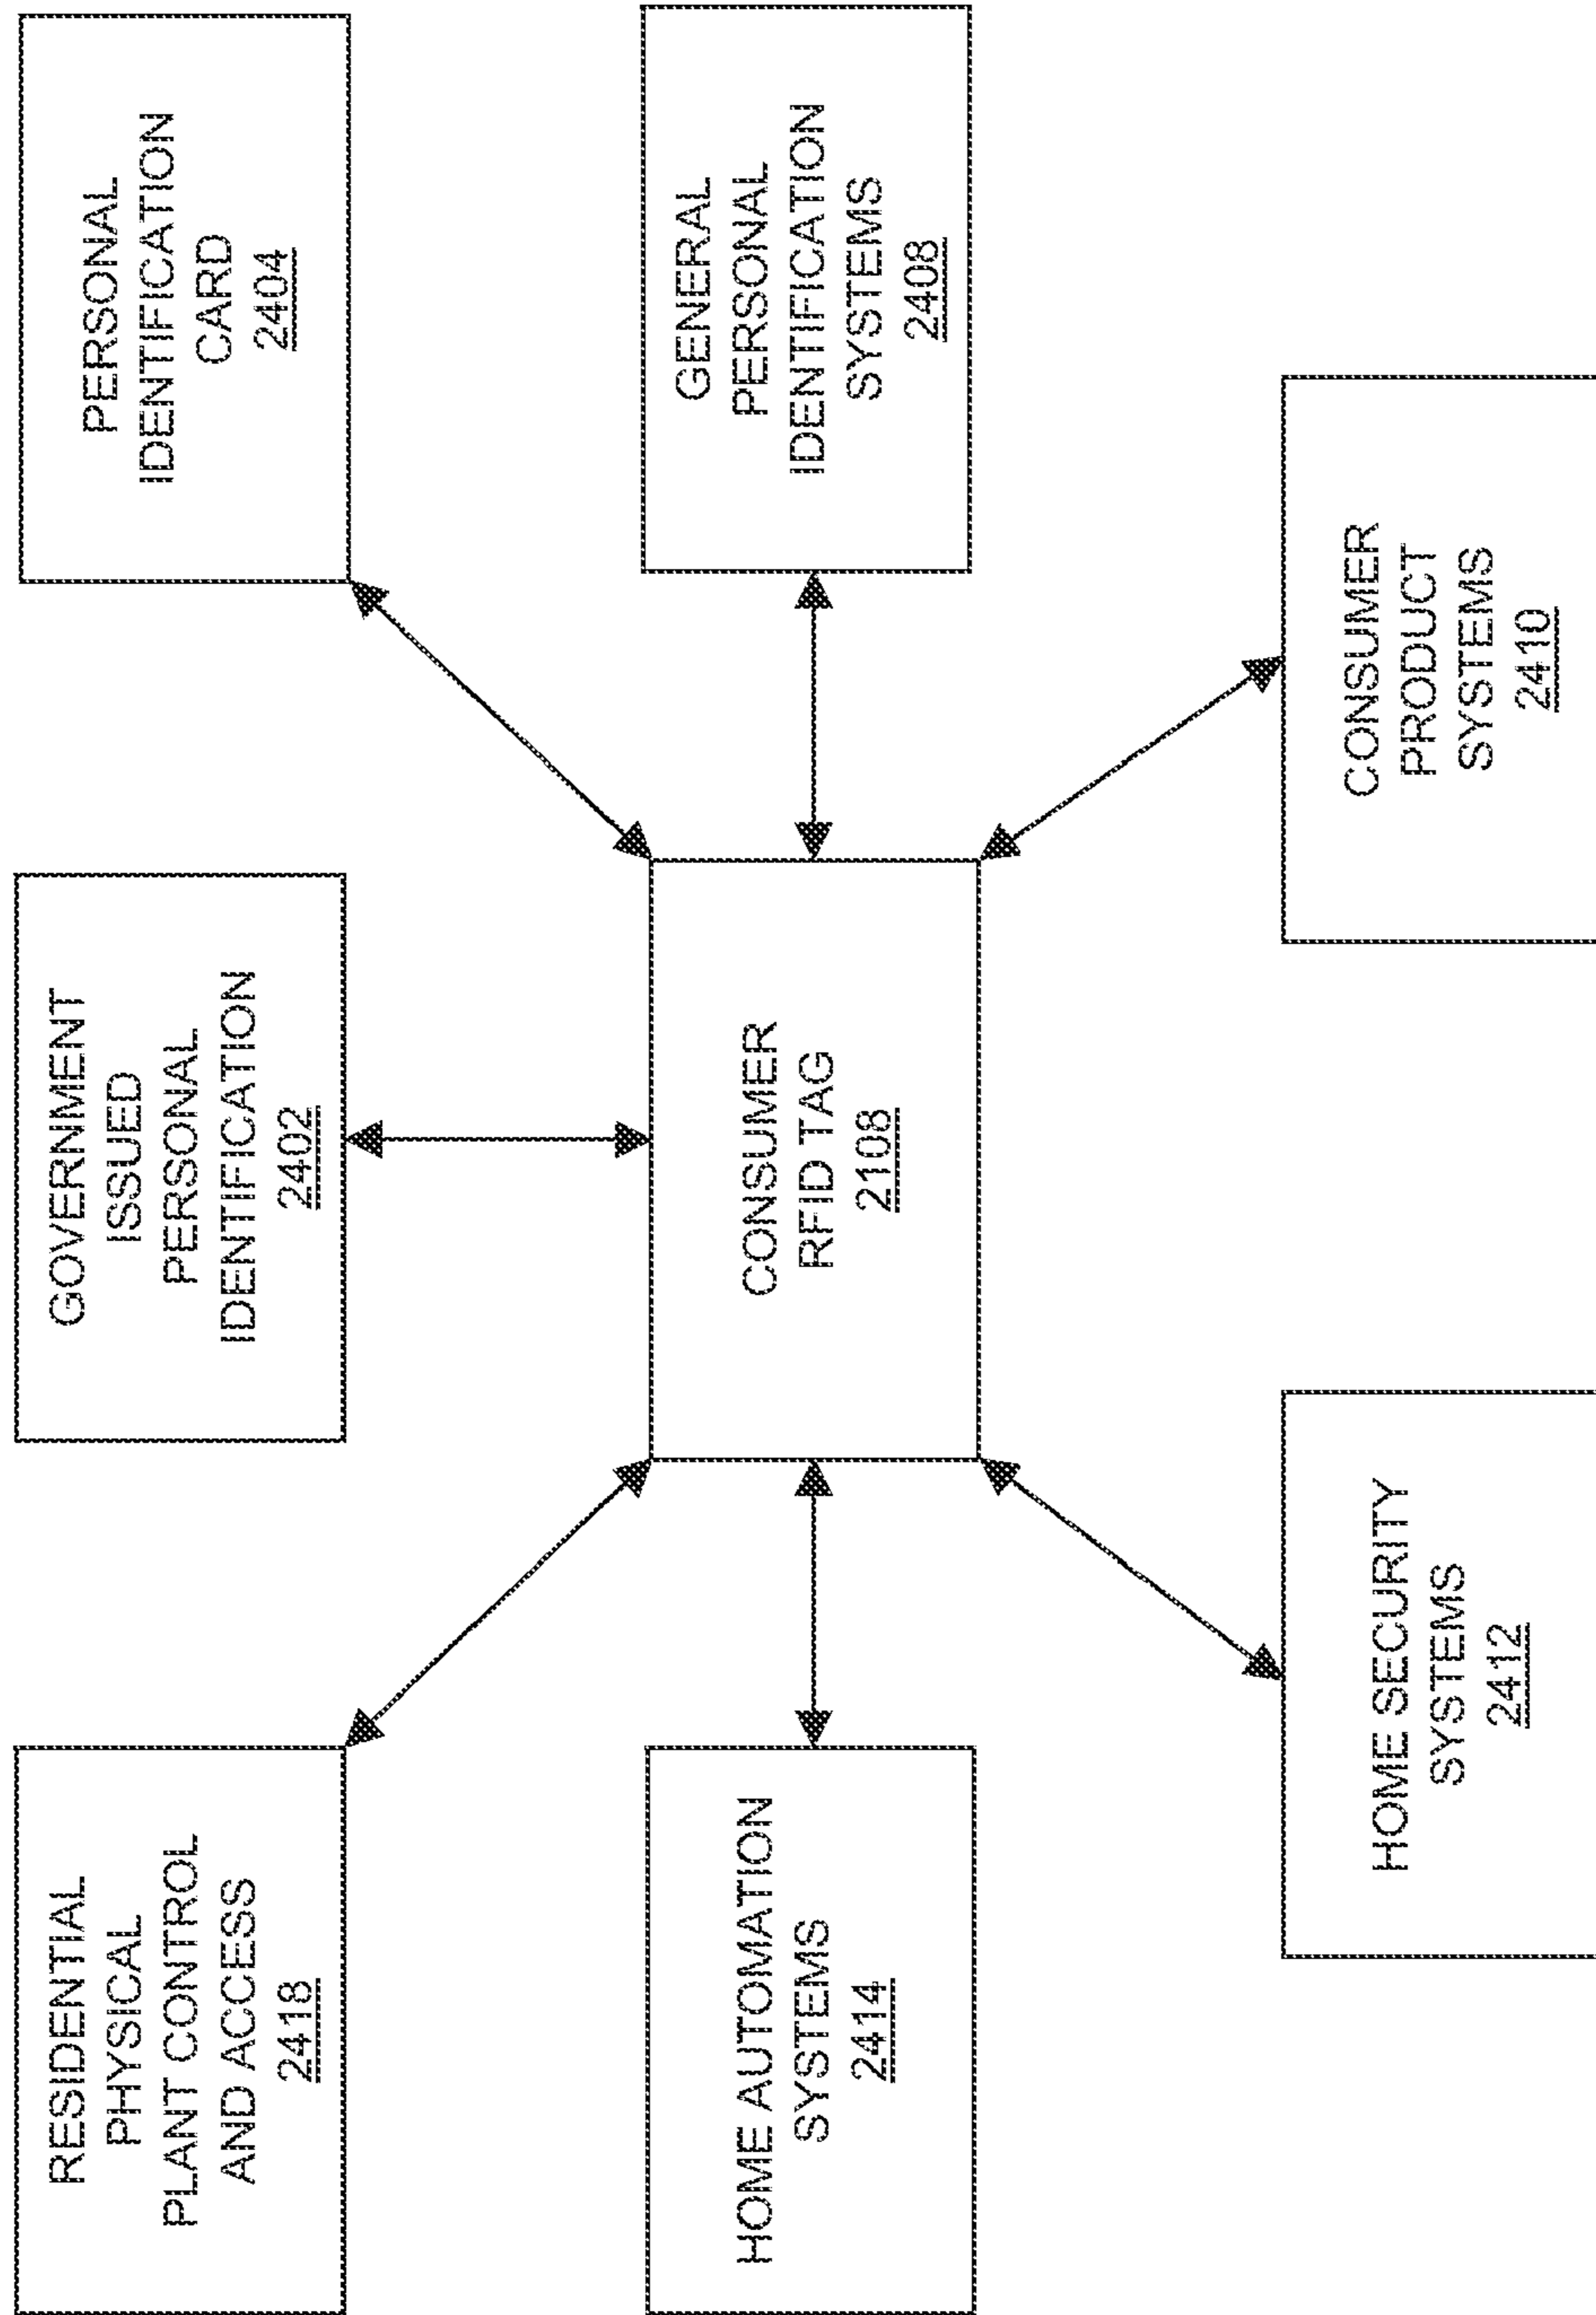 RESIDENTIAL
PHYSICAL
PLANT CONTROL
AND ACCESS
2418
GOVERNMENT
ISSUED
PERSONAL
IDENTIFICATION
2402
PERSONAL
IDENTIFICATION
CARD
2404
HOME AUTOMATION
SYSTEMS
2414
CONSUMER
RFID TAG
2108
GENERAL
PERSONAL
IDENTIFICATION
SYSTEMS
2408
HOME SECURITY
SYSTEMS
2412
CONSUMER
PRODUCT
SYSTEMS
2410